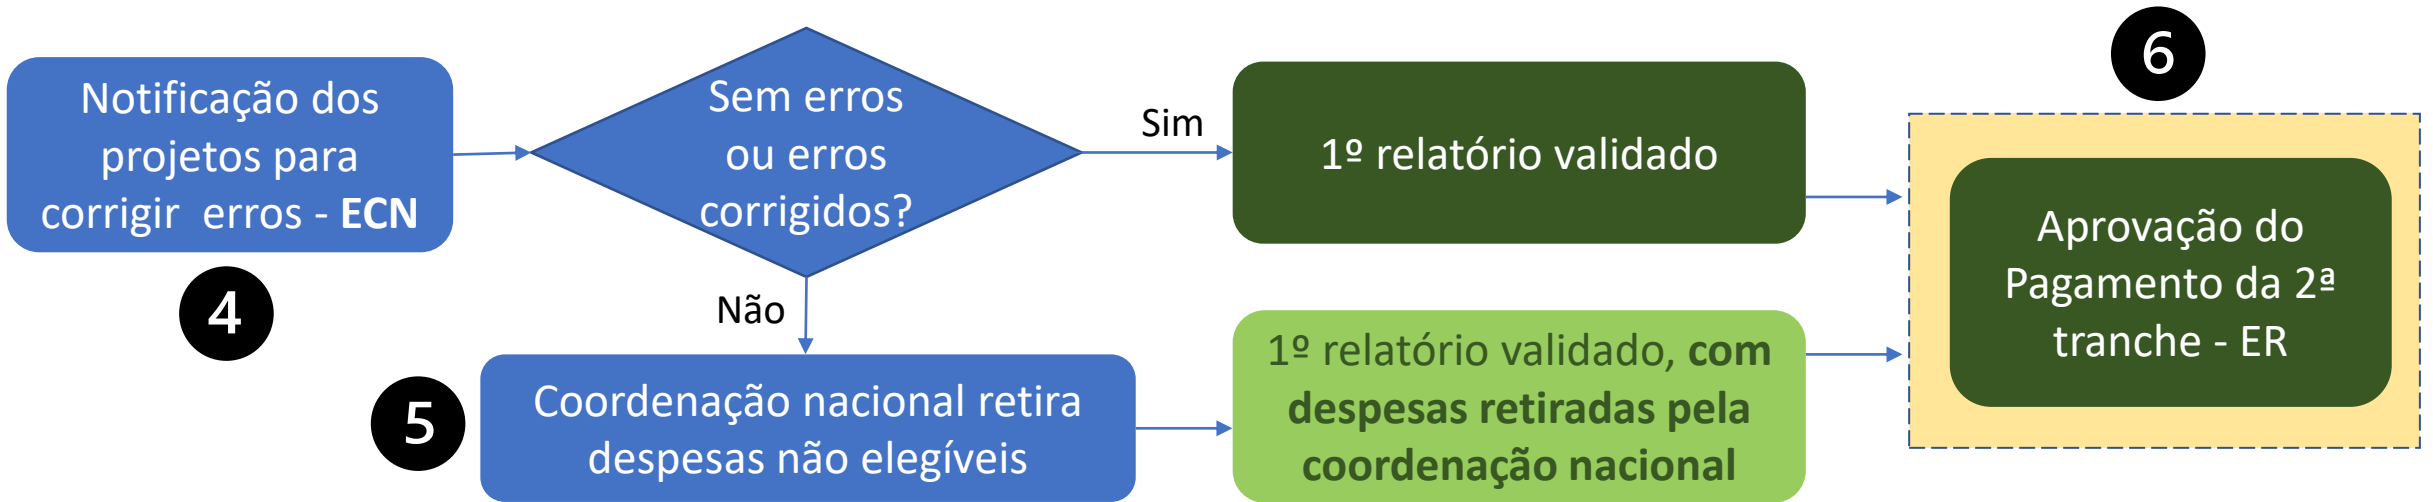 Notificação dos
projetos para
corrigir erros - ECN
4
Sem erros
ou erros
corrigidos?
Sim
1º relatório validado
6
Aprovação do
Pagamento da 2ª
tranche - ER
Não
5
Coordenação nacional retira
despesas não elegíveis
1º relatório validado, com
despesas retiradas pela
coordenação nacional